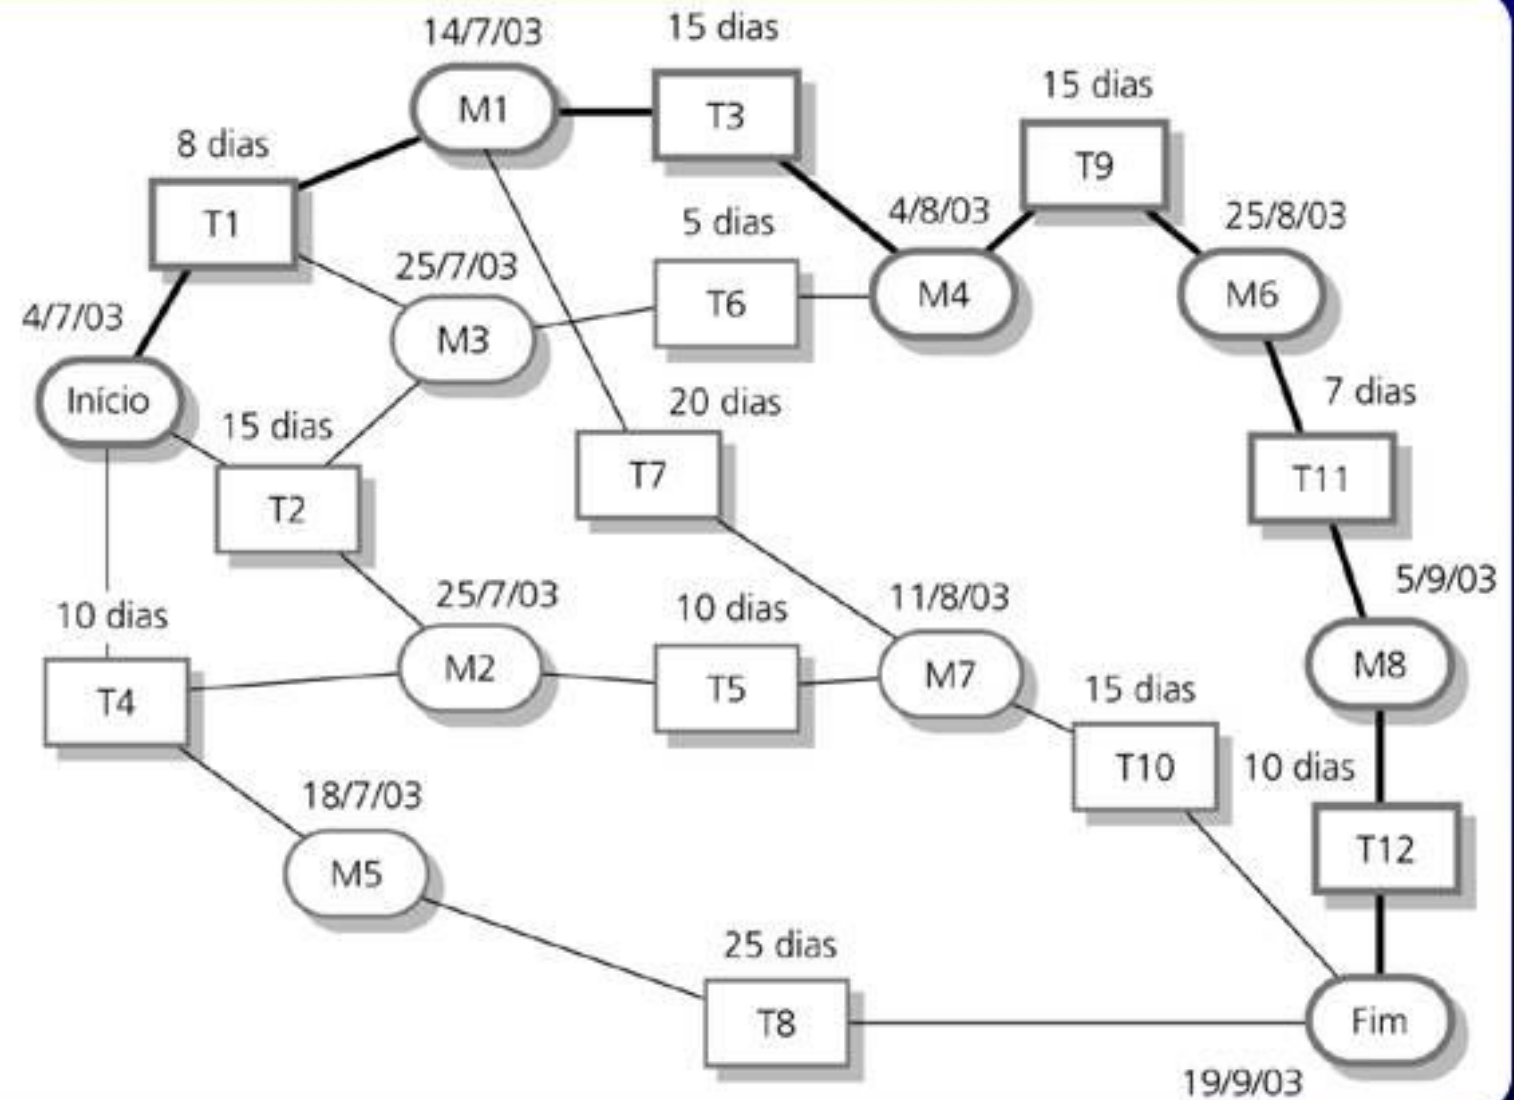 14/7/03
15 dias
M1
T3
15 dias
8 dias
T9
T1
5 dias
4/8/03
25/8/03
25/7/03
4/7/03
T6
M4
M6
M3
Início
15 dias
20 dias
7 dias
T7
T11
T2
10 dias
25/7/03
10 dias
11/8/03
5/9/03
M2
M7
M8
T4
T5
15 dias
T10
10 dias
18/7/03
T12
M5
25 dias
T8
Fim
19/9/03